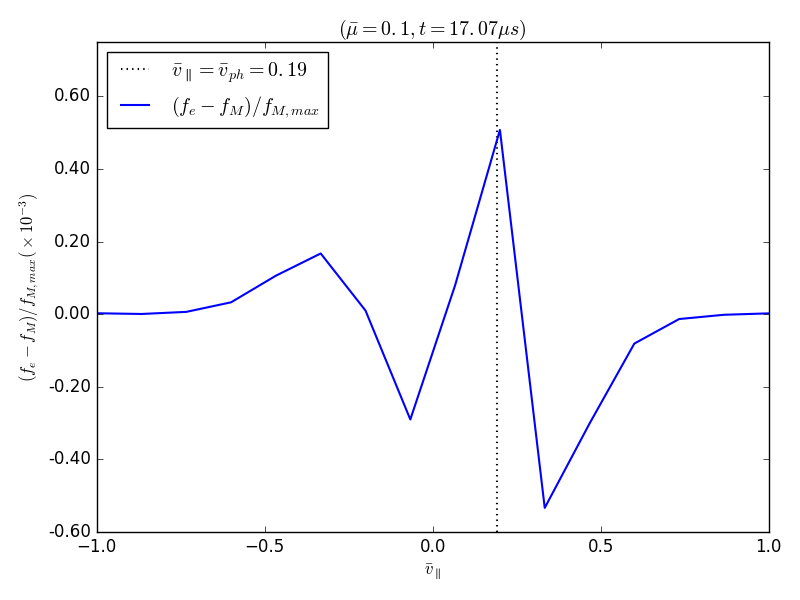 (μ̄ = 0.1, t = 17.07μs)
v̄∥ = v̄ph = 0.19
(fe − fM)/fM,max
0.60
0.40
0.20
0.00
-0.20
-0.40
-0.60
(fe − fM)/fM,max(×10⁻³)
−1.0 −0.5 0.0 0.5 1.0
v̄∥